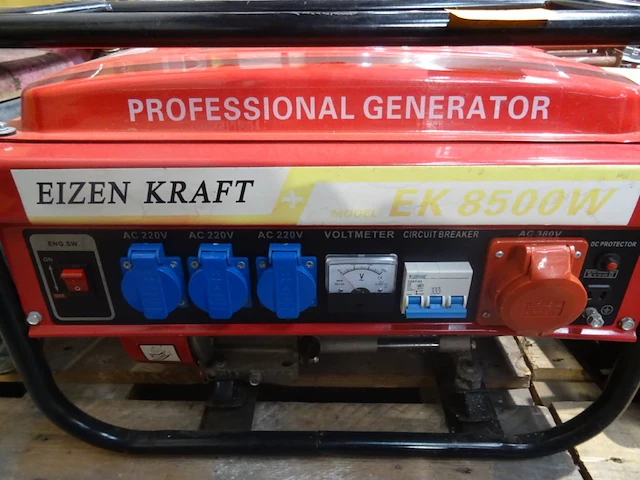 PROFESSIONAL GENERATOR
EIZEN KRAFT
MODEL EK 8500W
ENG.SW
AC 220V AC 220V AC 220V VOLTMETER CIRCUIT BREAKER AC 380V DC PROTECTOR
ON
OFF
V